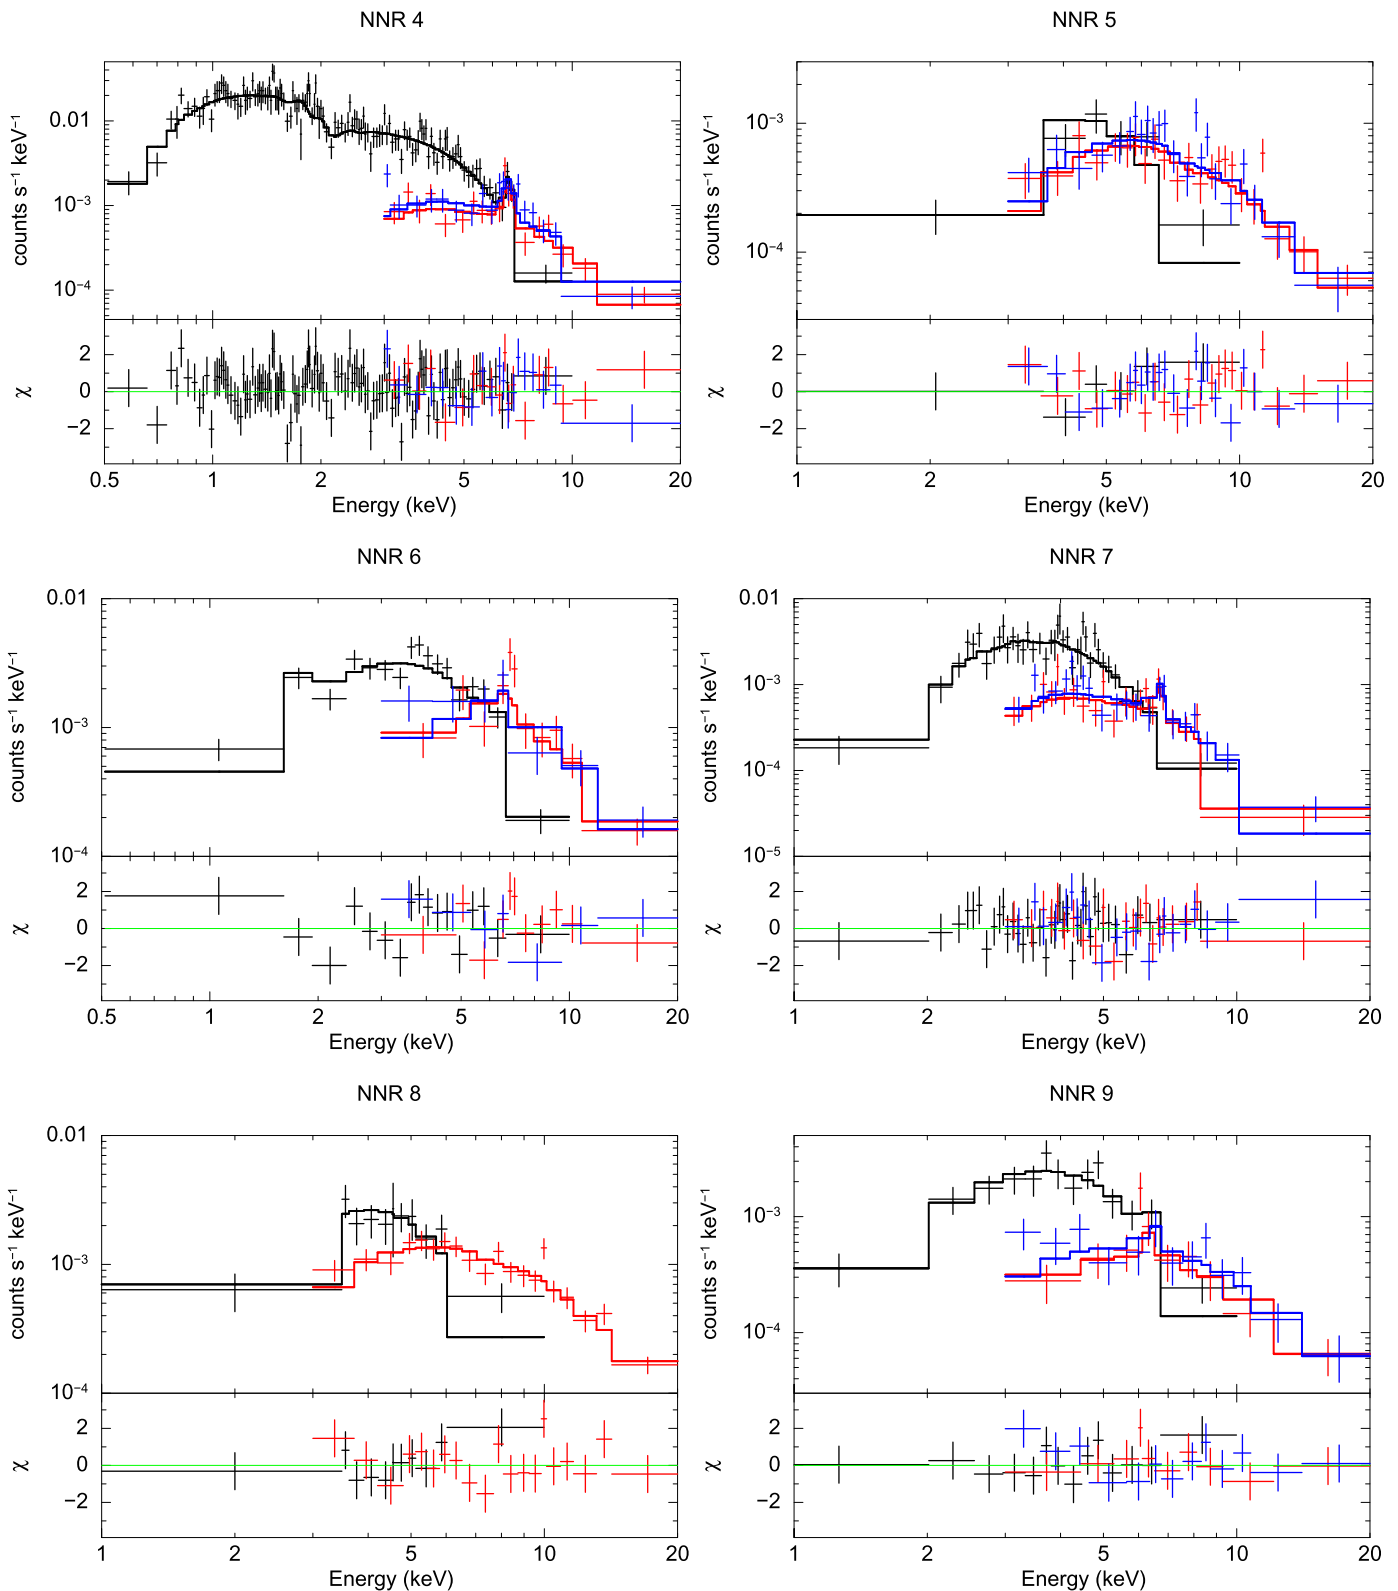 NNR 4
NNR 5
0.01
10⁻³
10⁻⁴
counts s⁻¹ keV⁻¹
2
0
−2
χ
0.5 1 2 5 10 20
Energy (keV)
10⁻³
10⁻⁴
counts s⁻¹ keV⁻¹
2
0
−2
χ
1 2 5 10 20
Energy (keV)
NNR 6
NNR 7
0.01
10⁻³
10⁻⁴
counts s⁻¹ keV⁻¹
2
0
−2
χ
0.5 1 2 5 10 20
Energy (keV)
0.01
10⁻³
10⁻⁴
10⁻⁵
counts s⁻¹ keV⁻¹
2
0
−2
χ
1 2 5 10 20
Energy (keV)
NNR 8
NNR 9
0.01
10⁻³
10⁻⁴
counts s⁻¹ keV⁻¹
2
0
−2
χ
1 2 5 10 20
Energy (keV)
10⁻³
10⁻⁴
counts s⁻¹ keV⁻¹
2
0
−2
χ
1 2 5 10 20
Energy (keV)